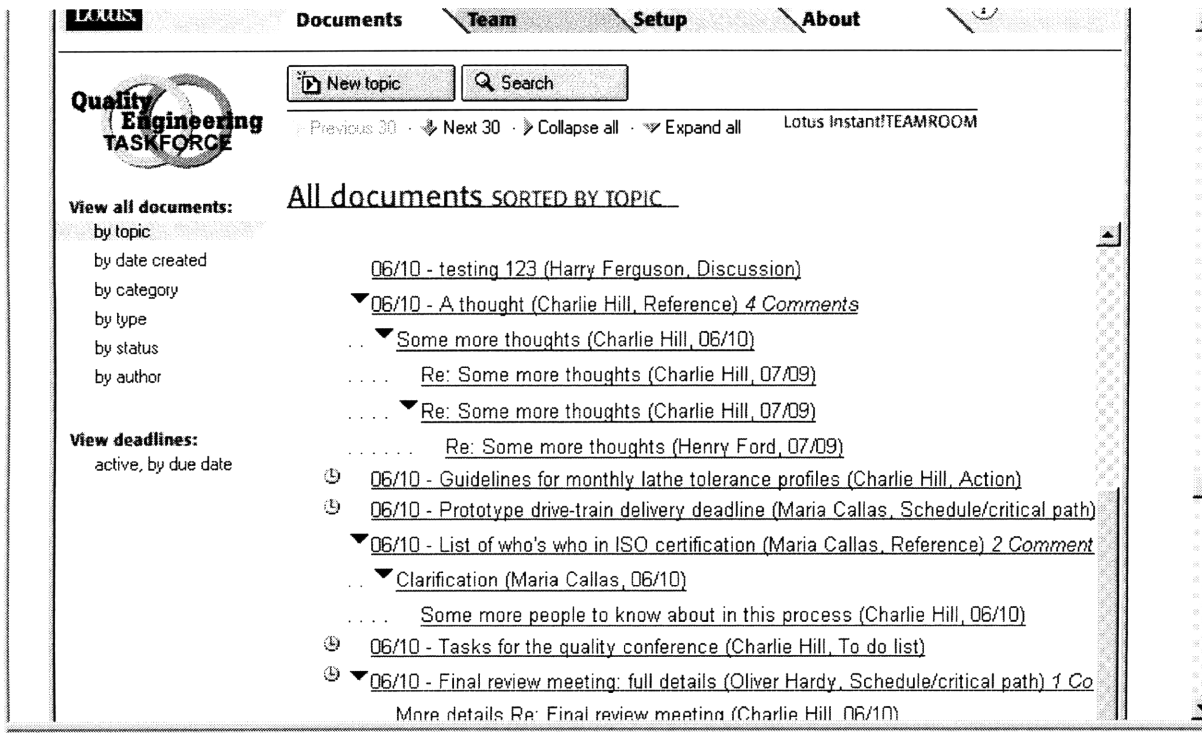 Lotus.
Documents Team Setup About
Quality
Engineering
TASKFORCE
New topic Search
Previous 30 · Next 30 · Collapse all · Expand all Lotus Instant!TEAMROOM
All documents SORTED BY TOPIC
View all documents:
by topic
by date created
by category
by type
by status
by author
View deadlines:
active, by due date
06/10 - testing 123 (Harry Ferguson, Discussion)
06/10 - A thought (Charlie Hill, Reference) 4 Comments
. . Some more thoughts (Charlie Hill, 06/10)
. . . . Re: Some more thoughts (Charlie Hill, 07/09)
. . . . Re: Some more thoughts (Charlie Hill, 07/09)
. . . . . . Re: Some more thoughts (Henry Ford, 07/09)
06/10 - Guidelines for monthly lathe tolerance profiles (Charlie Hill, Action)
06/10 - Prototype drive-train delivery deadline (Maria Callas, Schedule/critical path)
06/10 - List of who's who in ISO certification (Maria Callas, Reference) 2 Comment
. . Clarification (Maria Callas, 06/10)
. . . . Some more people to know about in this process (Charlie Hill, 06/10)
06/10 - Tasks for the quality conference (Charlie Hill, To do list)
06/10 - Final review meeting: full details (Oliver Hardy, Schedule/critical path) 1 Co
More details Re: Final review meeting (Charlie Hill, 06/10)